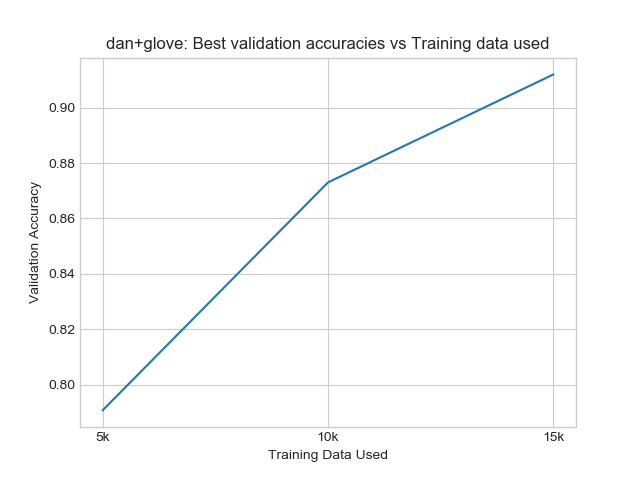 dan+glove: Best validation accuracies vs Training data used
0.90
0.88
0.86
0.84
0.82
0.80
Validation Accuracy
5k
10k
15k
Training Data Used